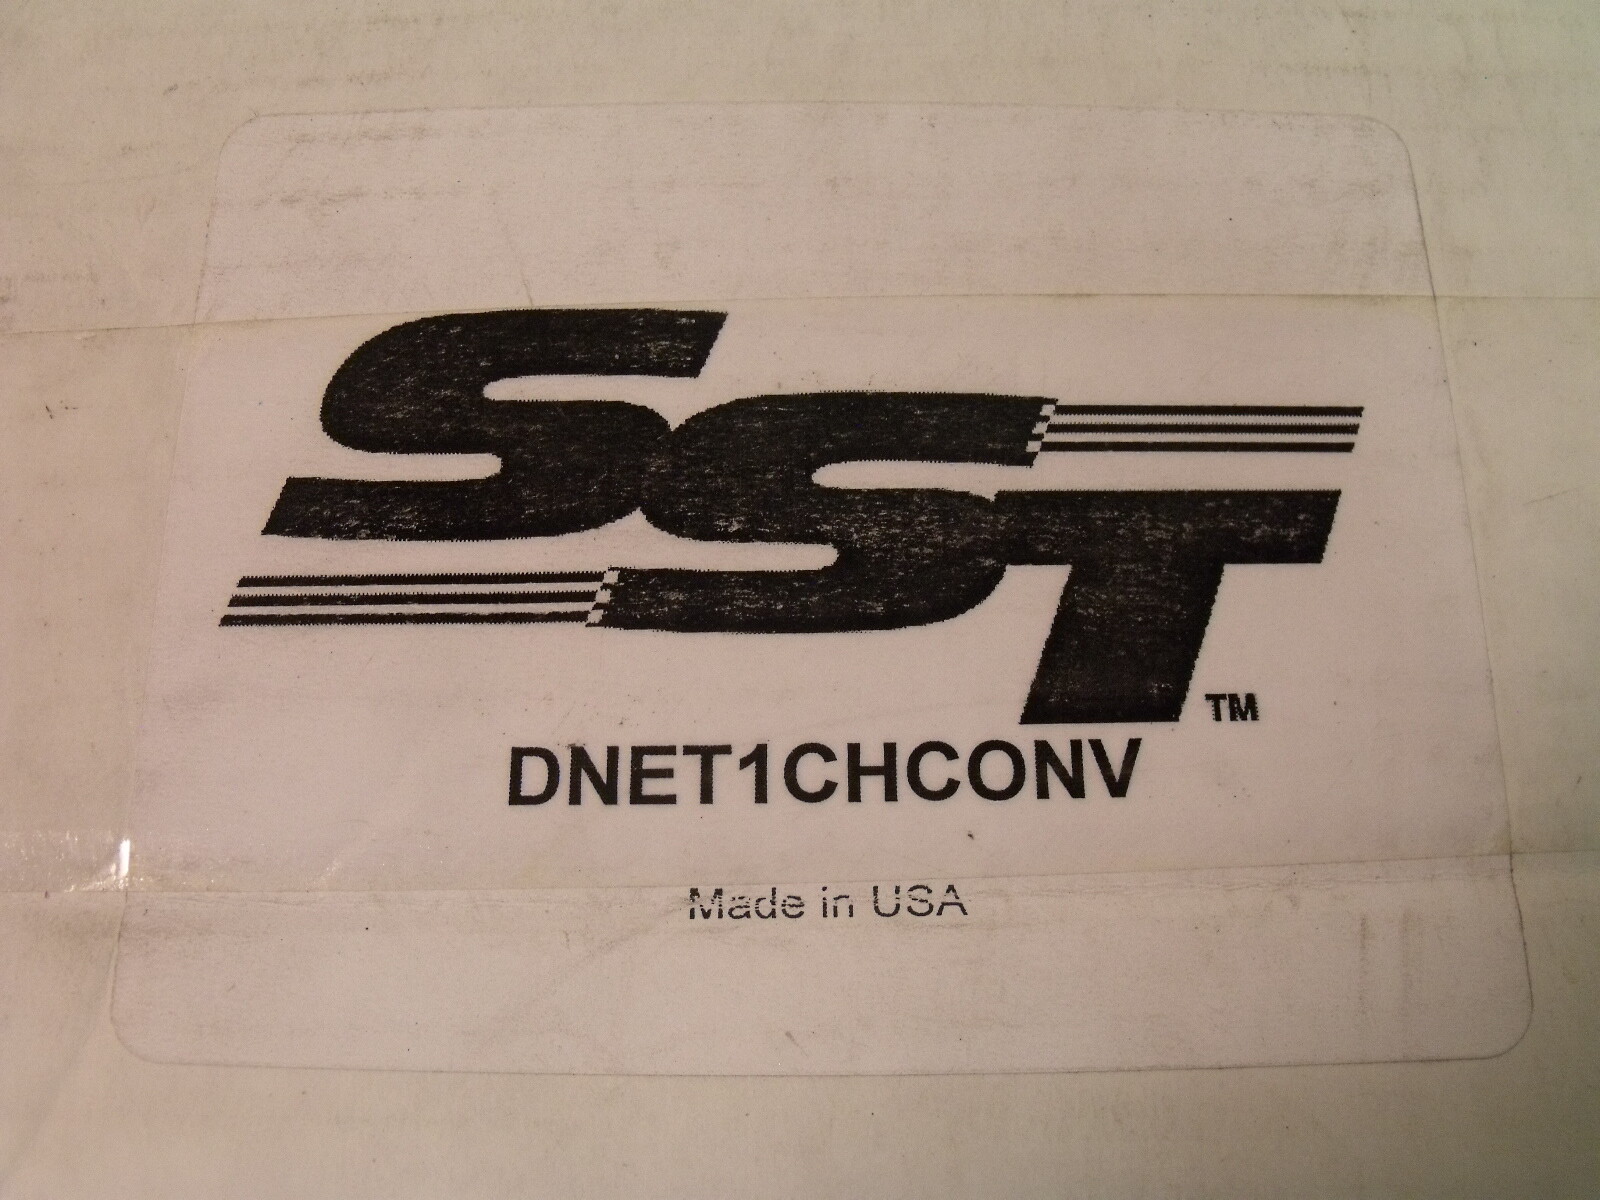 SST™
DNET1CHCONV
Made in USA